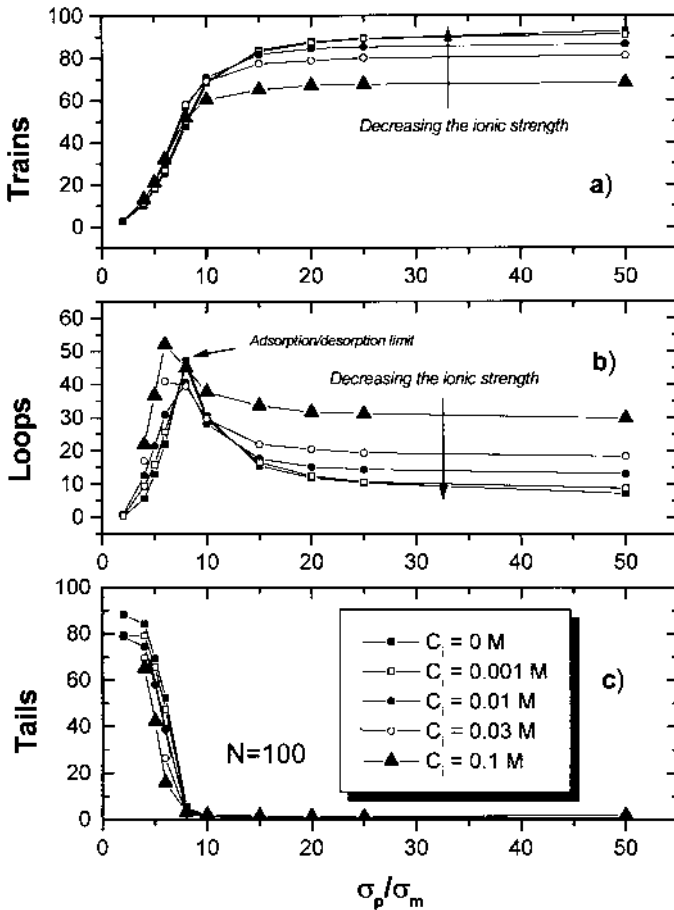 100
80
60
40
20
0
Trains
Decreasing the ionic strength
a)
0 10 20 30 40 50
60
50
40
30
20
10
0
Loops
Adsorption/desorption limit
b)
Decreasing the ionic strength
0 10 20 30 40 50
100
80
60
40
20
0
Tails
N=100
C_i = 0 M
C_i = 0.001 M
C_i = 0.01 M
C_i = 0.03 M
C_i = 0.1 M
c)
0 10 20 30 40 50
σ_p/σ_m